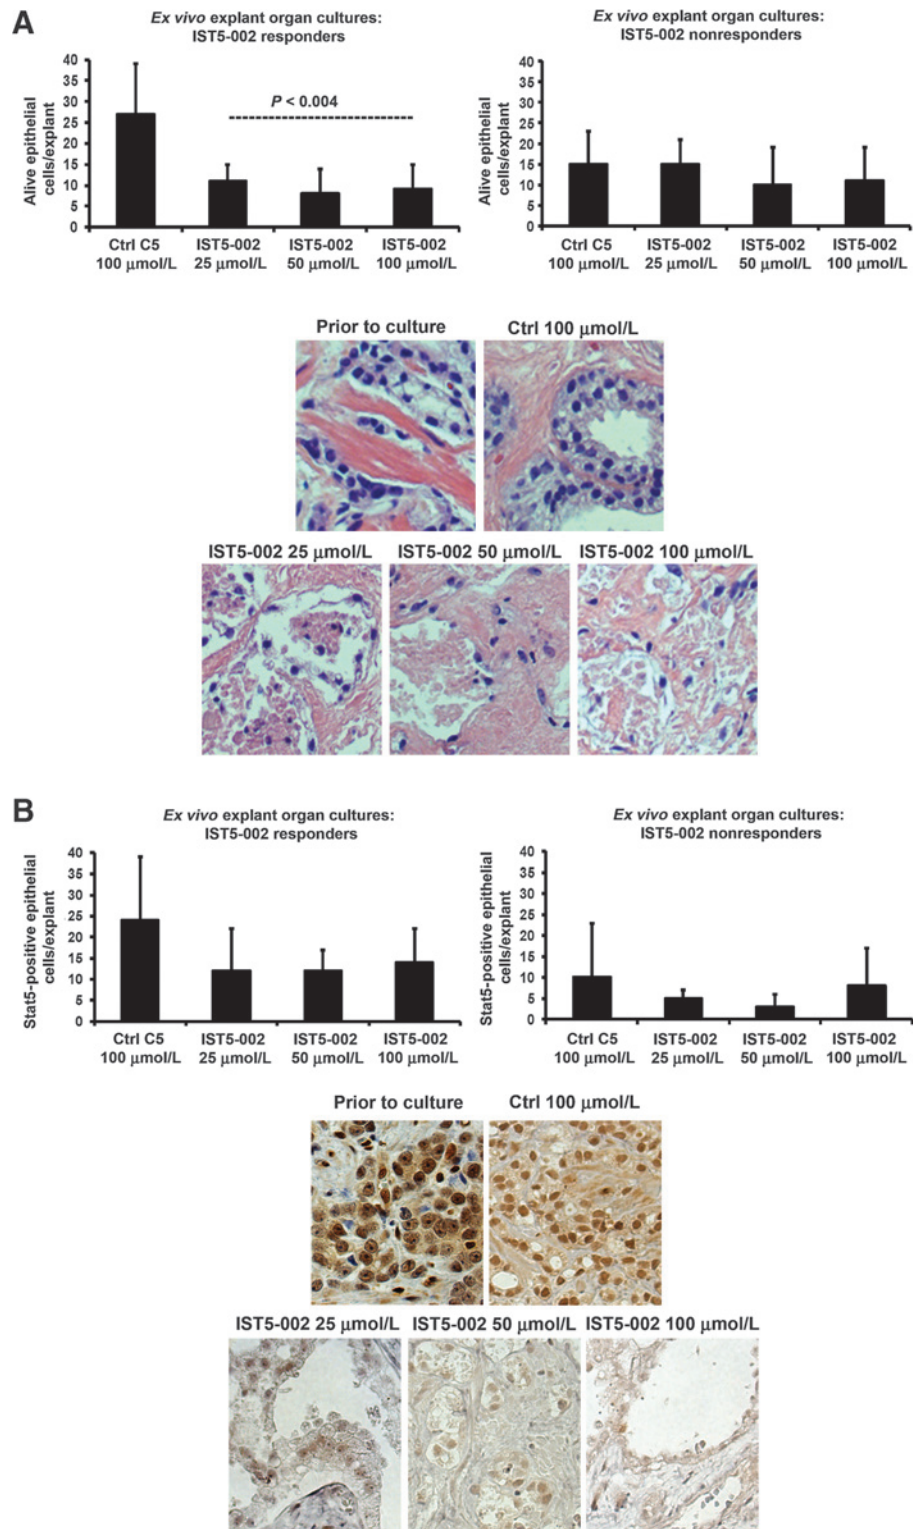 A
Ex vivo explant organ cultures:
IST5-002 responders
Alive epithelial
cells/explant
40
35
30
25
20
15
10
5
0
P < 0.004
Ctrl C5
100 μmol/L
IST5-002
25 μmol/L
IST5-002
50 μmol/L
IST5-002
100 μmol/L
Ex vivo explant organ cultures:
IST5-002 nonresponders
Alive epithelial
cells/explant
40
35
30
25
20
15
10
5
0
Ctrl C5
100 μmol/L
IST5-002
25 μmol/L
IST5-002
50 μmol/L
IST5-002
100 μmol/L
Prior to culture
Ctrl 100 μmol/L
IST5-002 25 μmol/L
IST5-002 50 μmol/L
IST5-002 100 μmol/L
B
Ex vivo explant organ cultures:
IST5-002 responders
Stat5-positive epithelial
cells/explant
40
35
30
25
20
15
10
5
0
Ctrl C5
100 μmol/L
IST5-002
25 μmol/L
IST5-002
50 μmol/L
IST5-002
100 μmol/L
Ex vivo explant organ cultures:
IST5-002 nonresponders
Stat5-positive epithelial
cells/explant
40
35
30
25
20
15
10
5
0
Ctrl C5
100 μmol/L
IST5-002
25 μmol/L
IST5-002
50 μmol/L
IST5-002
100 μmol/L
Prior to culture
Ctrl 100 μmol/L
IST5-002 25 μmol/L
IST5-002 50 μmol/L
IST5-002 100 μmol/L